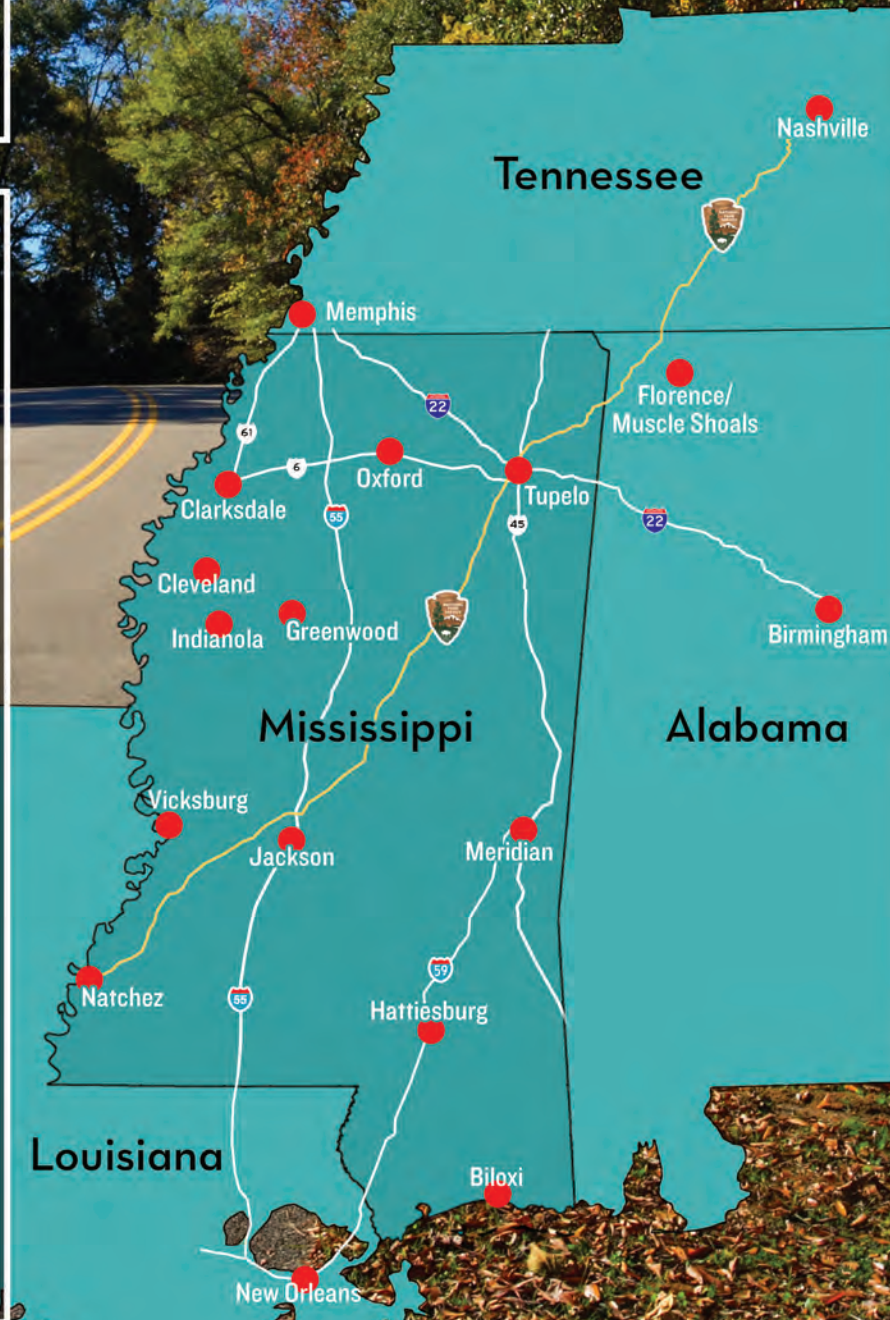 Nashville
Tennessee
Memphis
Florence/
Muscle Shoals
22
61
6
Oxford
Tupelo
Clarksdale
55
45
22
Cleveland
Indianola
Greenwood
Birmingham
Mississippi
Alabama
Vicksburg
Jackson
Meridian
Natchez
59
55
Hattiesburg
Louisiana
Biloxi
New Orleans